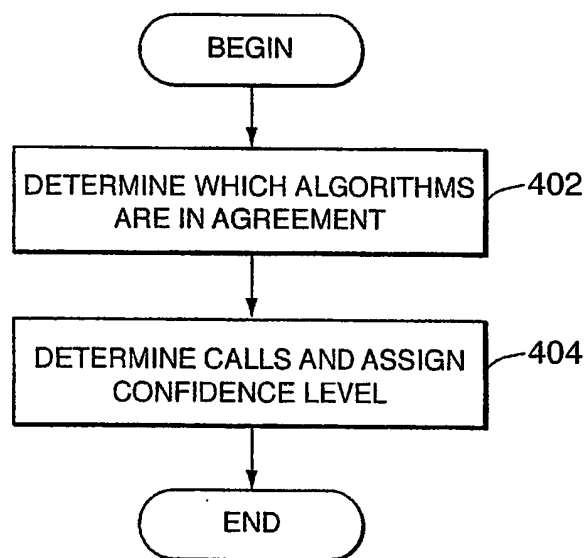 BEGIN
DETERMINE WHICH ALGORITHMS
ARE IN AGREEMENT
402
DETERMINE CALLS AND ASSIGN
CONFIDENCE LEVEL
404
END